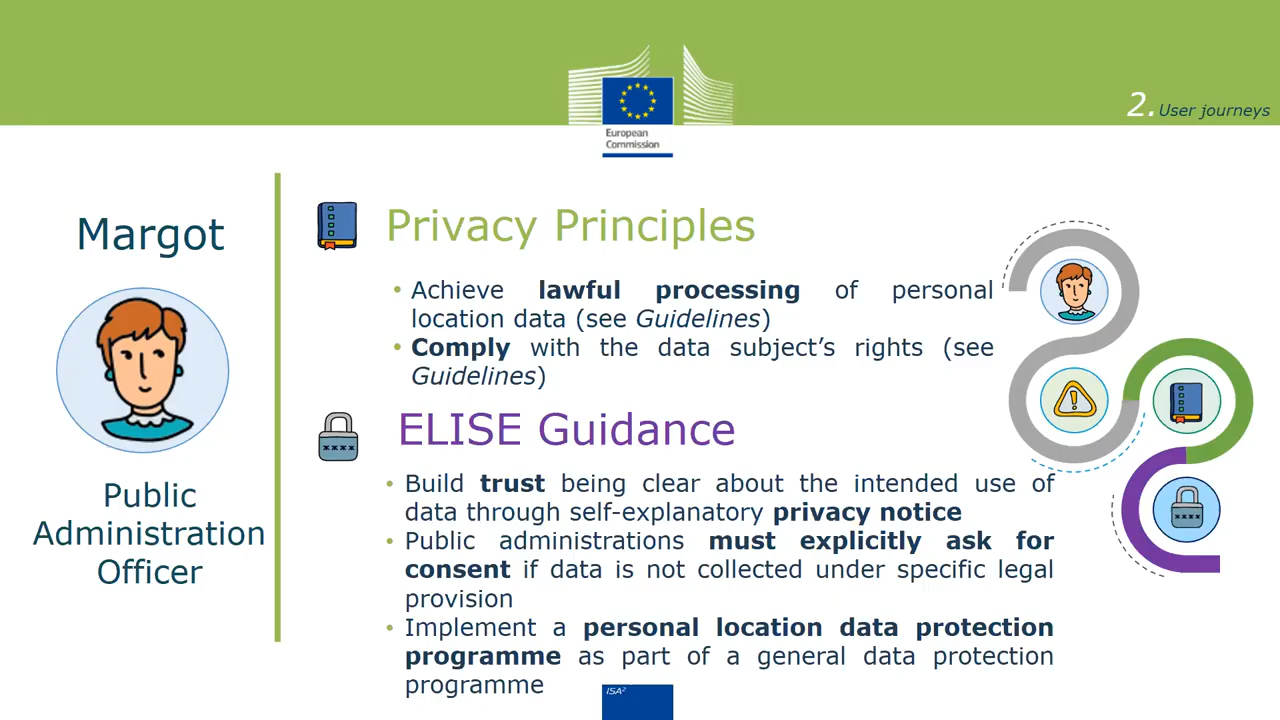 European
Commission
2. User journeys
Margot
Public
Administration
Officer
Privacy Principles
• Achieve lawful processing of personal
location data (see Guidelines)
• Comply with the data subject’s rights (see
Guidelines)
ELISE Guidance
• Build trust being clear about the intended use of
data through self-explanatory privacy notice
• Public administrations must explicitly ask for
consent if data is not collected under specific legal
provision
• Implement a personal location data protection
programme as part of a general data protection
programme
ISA²